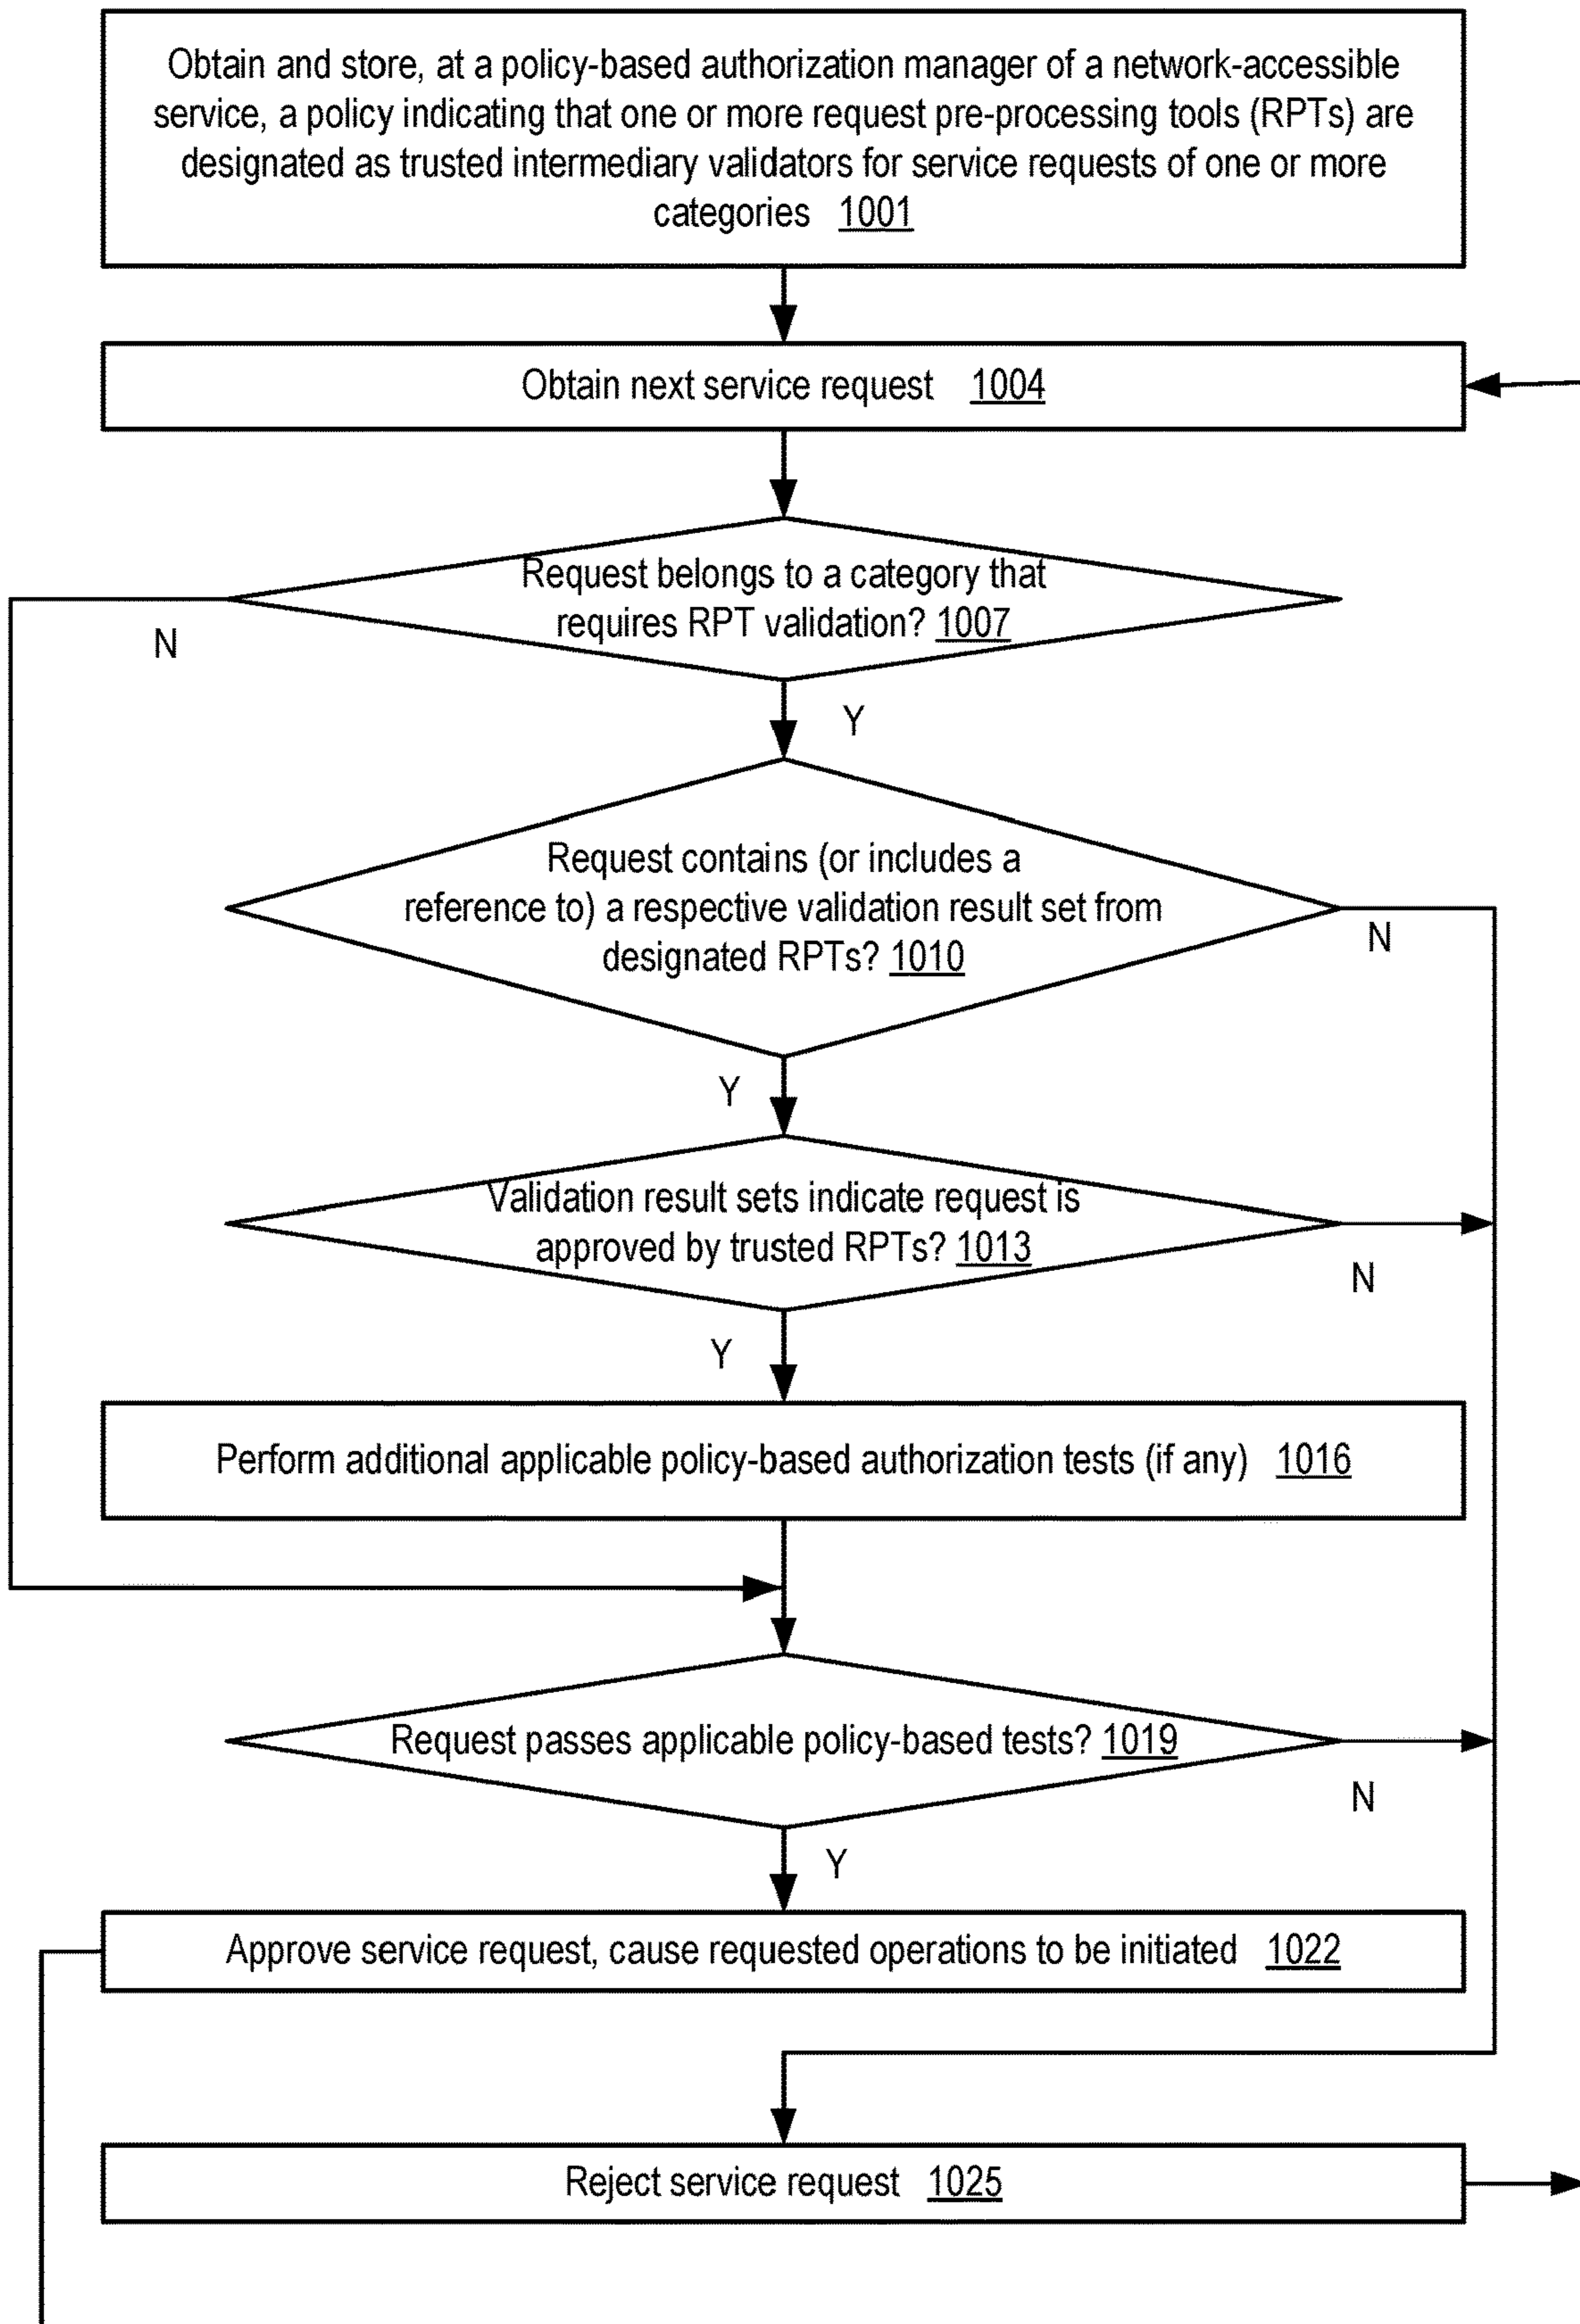 Obtain and store, at a policy-based authorization manager of a network-accessible
service, a policy indicating that one or more request pre-processing tools (RPTs) are
designated as trusted intermediary validators for service requests of one or more
categories 1001
Obtain next service request 1004
Request belongs to a category that
requires RPT validation? 1007
N
Y
Request contains (or includes a
reference to) a respective validation result set from
designated RPTs? 1010
N
Y
Validation result sets indicate request is
approved by trusted RPTs? 1013
N
Y
Perform additional applicable policy-based authorization tests (if any) 1016
Request passes applicable policy-based tests? 1019
N
Y
Approve service request, cause requested operations to be initiated 1022
Reject service request 1025